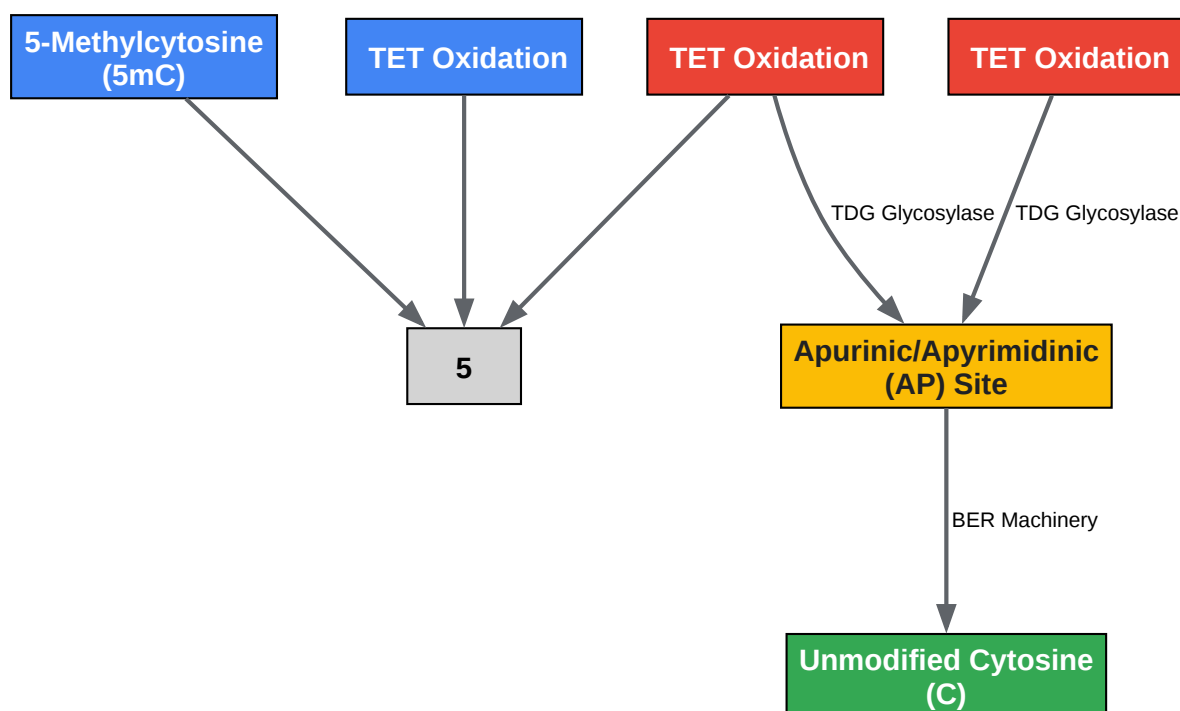 5-Methylcytosine
(5mC)
TET Oxidation
TET Oxidation
TET Oxidation
TDG Glycosylase
TDG Glycosylase
5
Apurinic/Apyrimidinic
(AP) Site
BER Machinery
Unmodified Cytosine
(C)